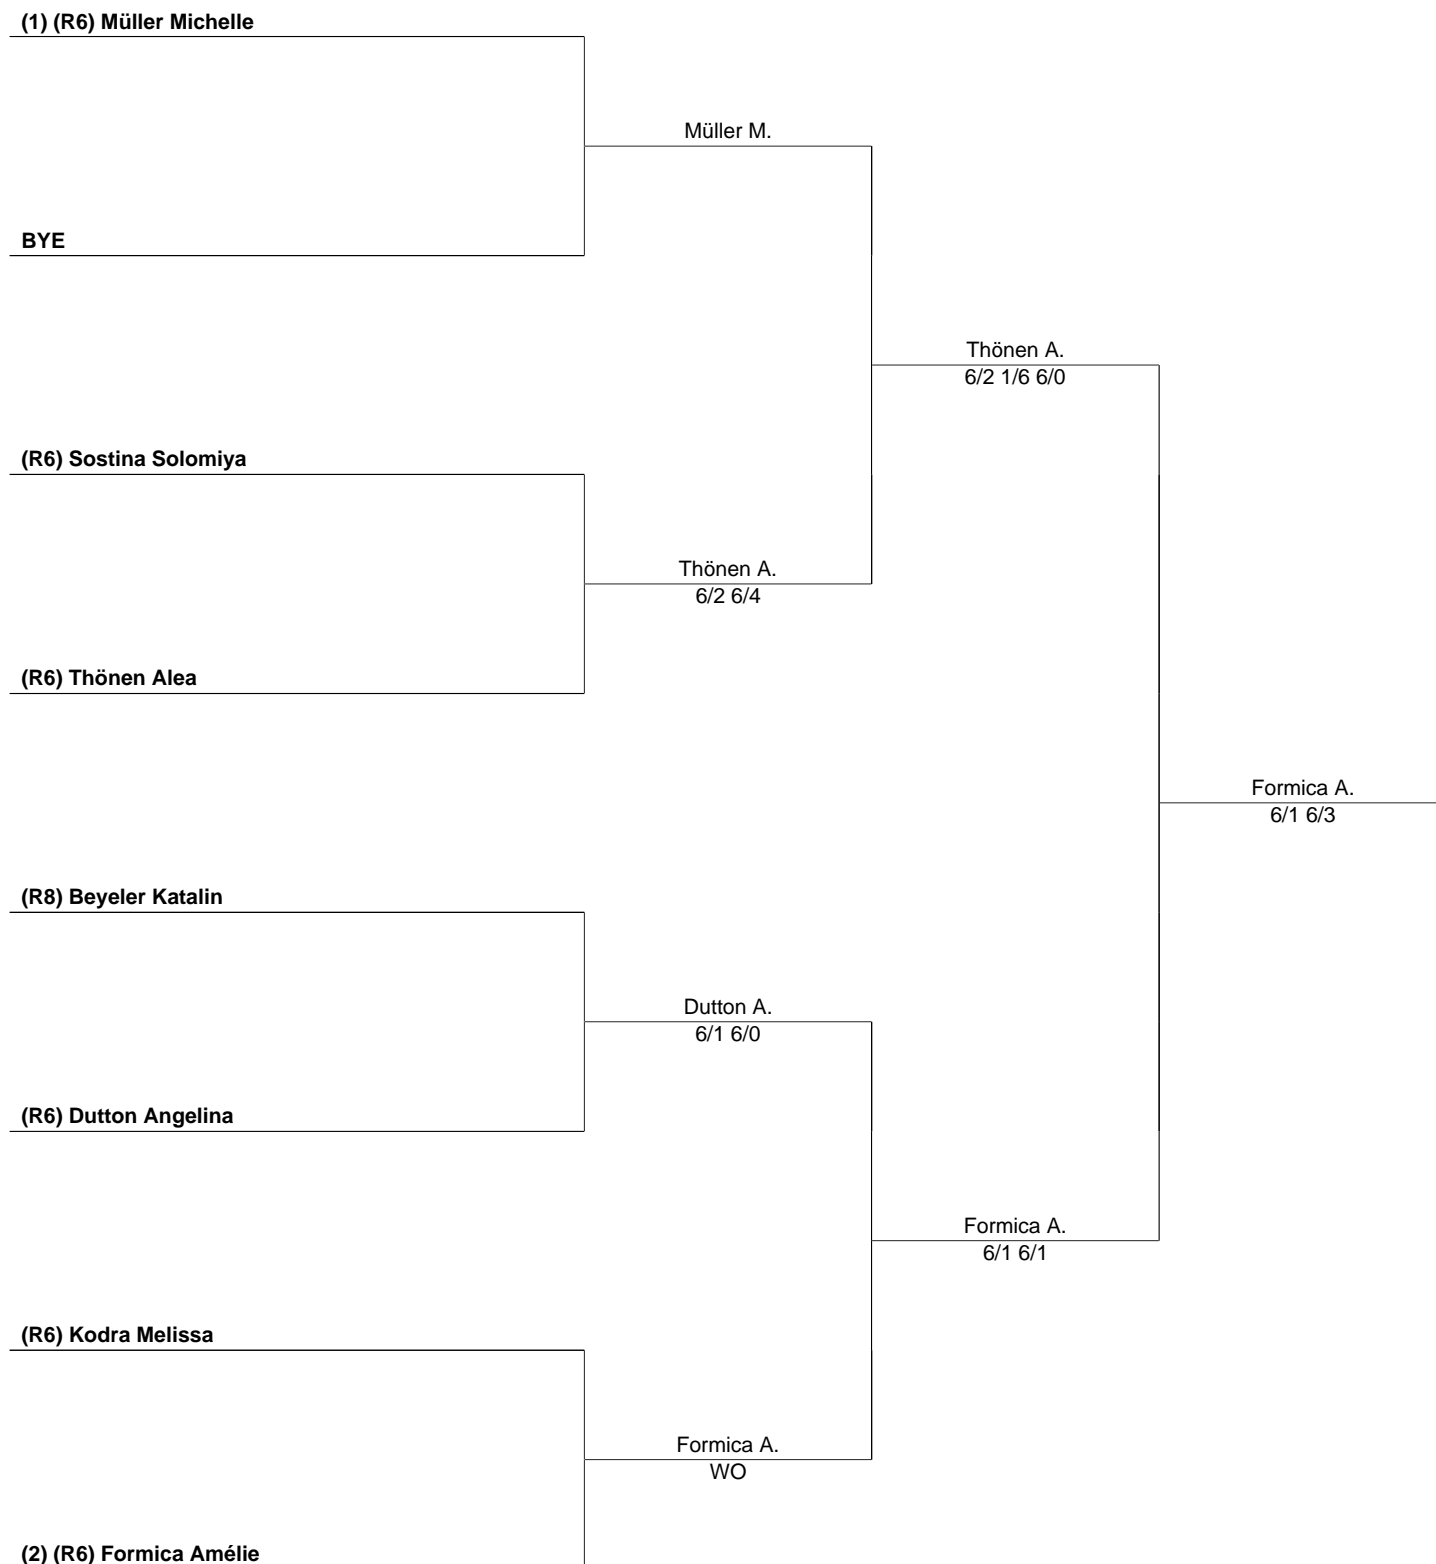 (1) (R6) Müller Michelle
Müller M.
BYE
Thönen A.
6/2 1/6 6/0
(R6) Sostina Solomiya
Thönen A.
6/2 6/4
(R6) Thönen Alea
Formica A.
6/1 6/3
(R8) Beyeler Katalin
Dutton A.
6/1 6/0
(R6) Dutton Angelina
Formica A.
6/1 6/1
(R6) Kodra Melissa
Formica A.
WO
(2) (R6) Formica Amélie